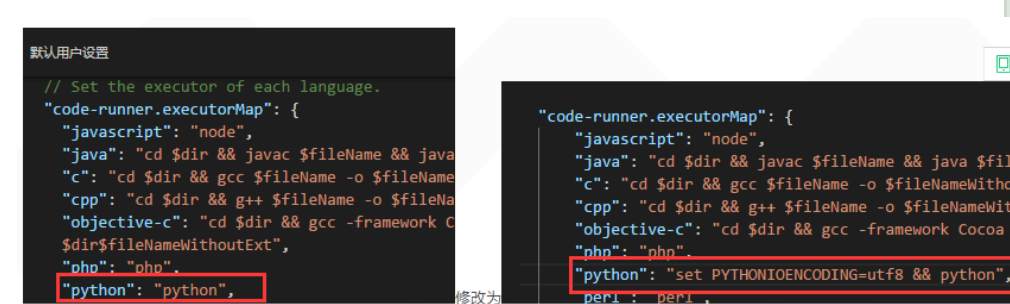 默认用户设置
// Set the executor of each language.
"code-runner.executorMap": {
"javascript": "node",
"java": "cd $dir && javac $fileName && java
"c": "cd $dir && gcc $fileName -o $fileName
"cpp": "cd $dir && g++ $fileName -o $fileNa
"objective-c": "cd $dir && gcc -framework C
$dir$fileNameWithoutExt",
"php": "php",
"python": "python",
修改为
"code-runner.executorMap": {
"javascript": "node",
"java": "cd $dir && javac $fileName && java $fil
"c": "cd $dir && gcc $fileName -o $fileNameWitho
"cpp": "cd $dir && g++ $fileName -o $fileNameWit
"objective-c": "cd $dir && gcc -framework Cocoa
"php": "php",
"python": "set PYTHONIOENCODING=utf8 && python",
"perl": "perl",